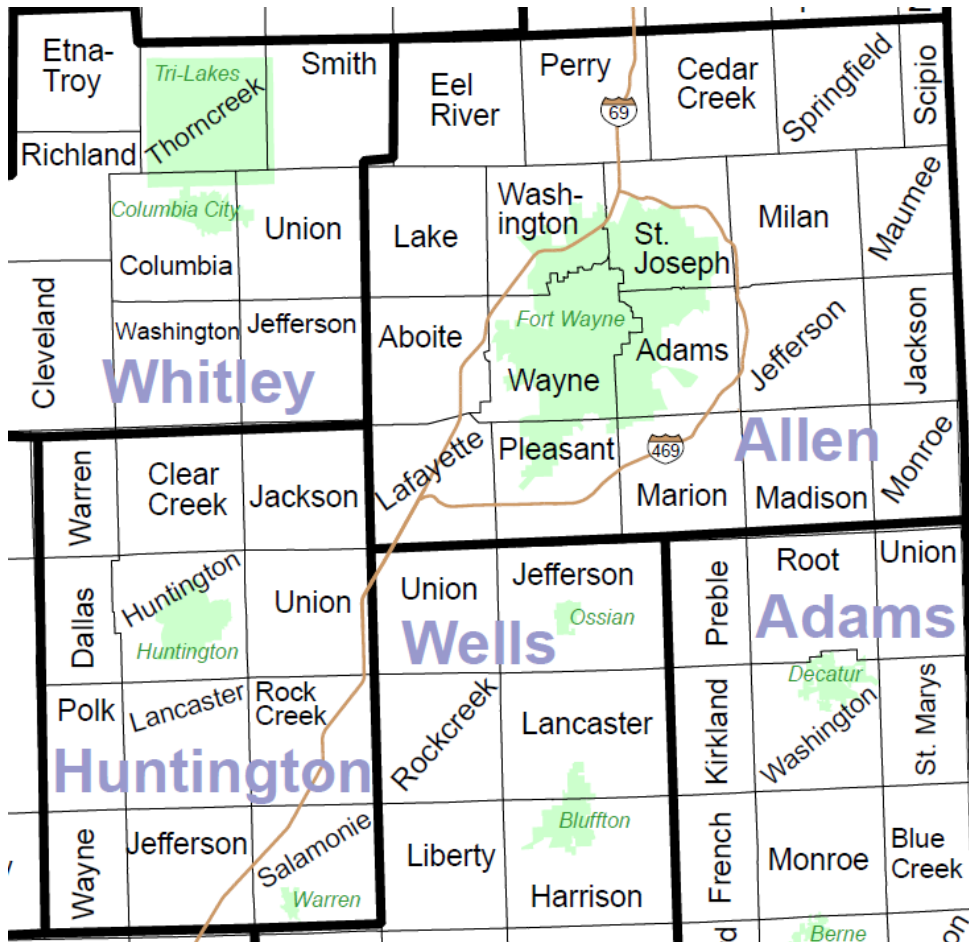 Etna-
Troy
Tri-Lakes
Smith
Thorncreek
Richland
Eel
River
Perry
69
Cedar
Creek
Springfield
Scipio
Columbia City
Union
Columbia
Lake
Wash-
ington
St.
Joseph
Milan
Maumee
Cleveland
Washington
Jefferson
Whitley
Aboite
Fort Wayne
Wayne
Adams
Jefferson
Jackson
Allen
Warren
Clear
Creek
Jackson
Lafayette
Pleasant
469
Marion
Madison
Monroe
Dallas
Huntington
Huntington
Union
Union
Jefferson
Ossian
Wells
Preble
Root
Union
Adams
Polk
Lancaster
Rock
Creek
Huntington
Rockcreek
Lancaster
Kirkland
Decatur
Washington
St. Marys
Wayne
Jefferson
Salamonie
Warren
Liberty
Bluffton
Harrison
French
Monroe
Blue
Creek
Berne